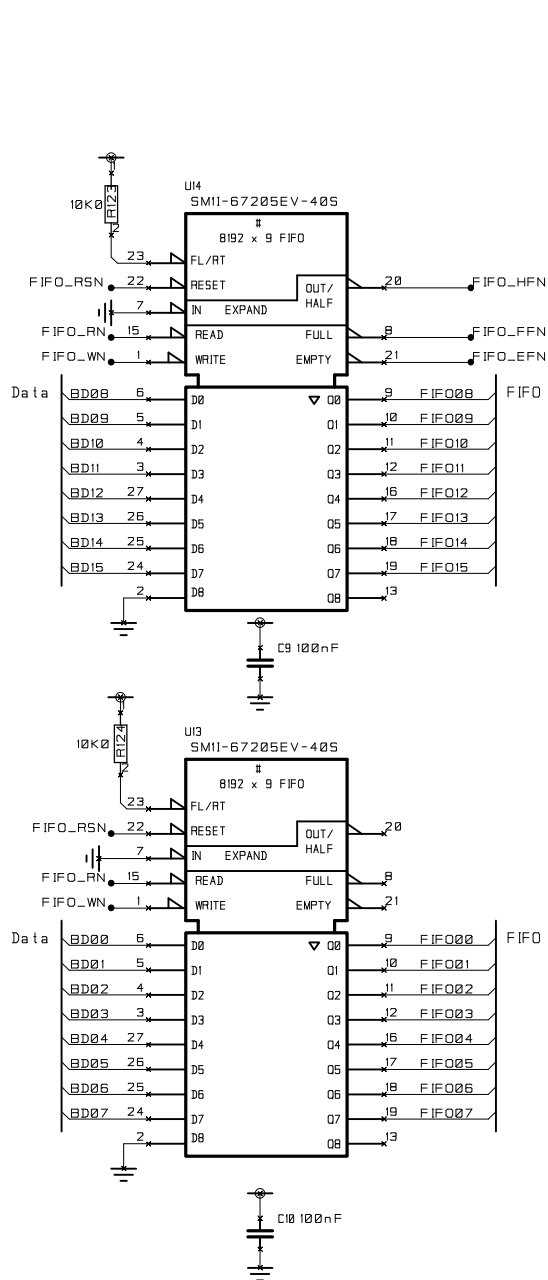 U14
SM1I-67205EV-40S
10K0 R123 1 2
#
8192 x 9 FIFO
23 FL/RT
FIFO_RSN 22 RESET OUT/ HALF 20 FIFO_HFN
7 IN EXPAND
FIFO_RN 15 READ FULL 8 FIFO_FFN
FIFO_WN 1 WRITE EMPTY 21 FIFO_EFN
Data BD08 6 D0 Q0 9 FIFO08 FIFO
BD09 5 D1 Q1 10 FIFO09
BD10 4 D2 Q2 11 FIFO10
BD11 3 D3 Q3 12 FIFO11
BD12 27 D4 Q4 16 FIFO12
BD13 26 D5 Q5 17 FIFO13
BD14 25 D6 Q6 18 FIFO14
BD15 24 D7 Q7 19 FIFO15
2 D8 Q8 13
C9 100nF
U13
SM1I-67205EV-40S
10K0 R124 1 2
#
8192 x 9 FIFO
23 FL/RT
FIFO_RSN 22 RESET OUT/ HALF 20
7 IN EXPAND
FIFO_RN 15 READ FULL 8
FIFO_WN 1 WRITE EMPTY 21
Data BD00 6 D0 Q0 9 FIFO00 FIFO
BD01 5 D1 Q1 10 FIFO01
BD02 4 D2 Q2 11 FIFO02
BD03 3 D3 Q3 12 FIFO03
BD04 27 D4 Q4 16 FIFO04
BD05 26 D5 Q5 17 FIFO05
BD06 25 D6 Q6 18 FIFO06
BD07 24 D7 Q7 19 FIFO07
2 D8 Q8 13
C10 100nF